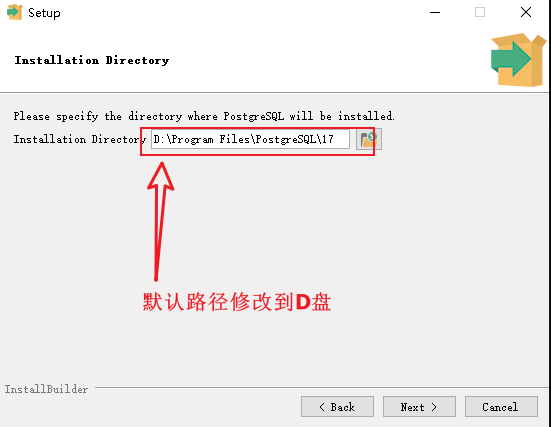 Setup
Installation Directory
Please specify the directory where PostgreSQL will be installed.
Installation Directory D:\Program Files\PostgreSQL\17
默认路径修改到D盘
InstallBuilder
< Back Next > Cancel